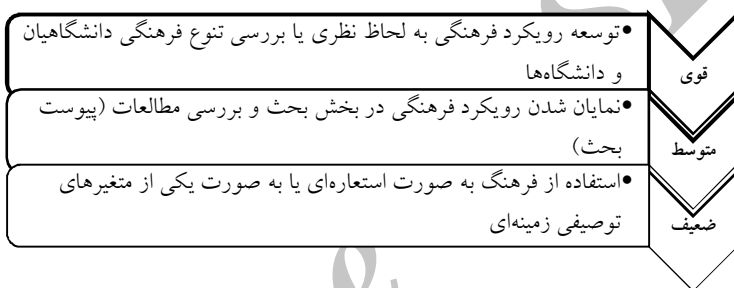 قوی
•توسعه رویکرد فرهنگی به لحاظ نظری یا بررسی تنوع فرهنگی دانشگاهیان
و دانشگاه‌ها
متوسط
•نمایان شدن رویکرد فرهنگی در بخش بحث و بررسی مطالعات (پیوست
بحث)
ضعیف
•استفاده از فرهنگ به صورت استعاره‌ای یا به صورت یکی از متغیرهای
توصیفی زمینه‌ای